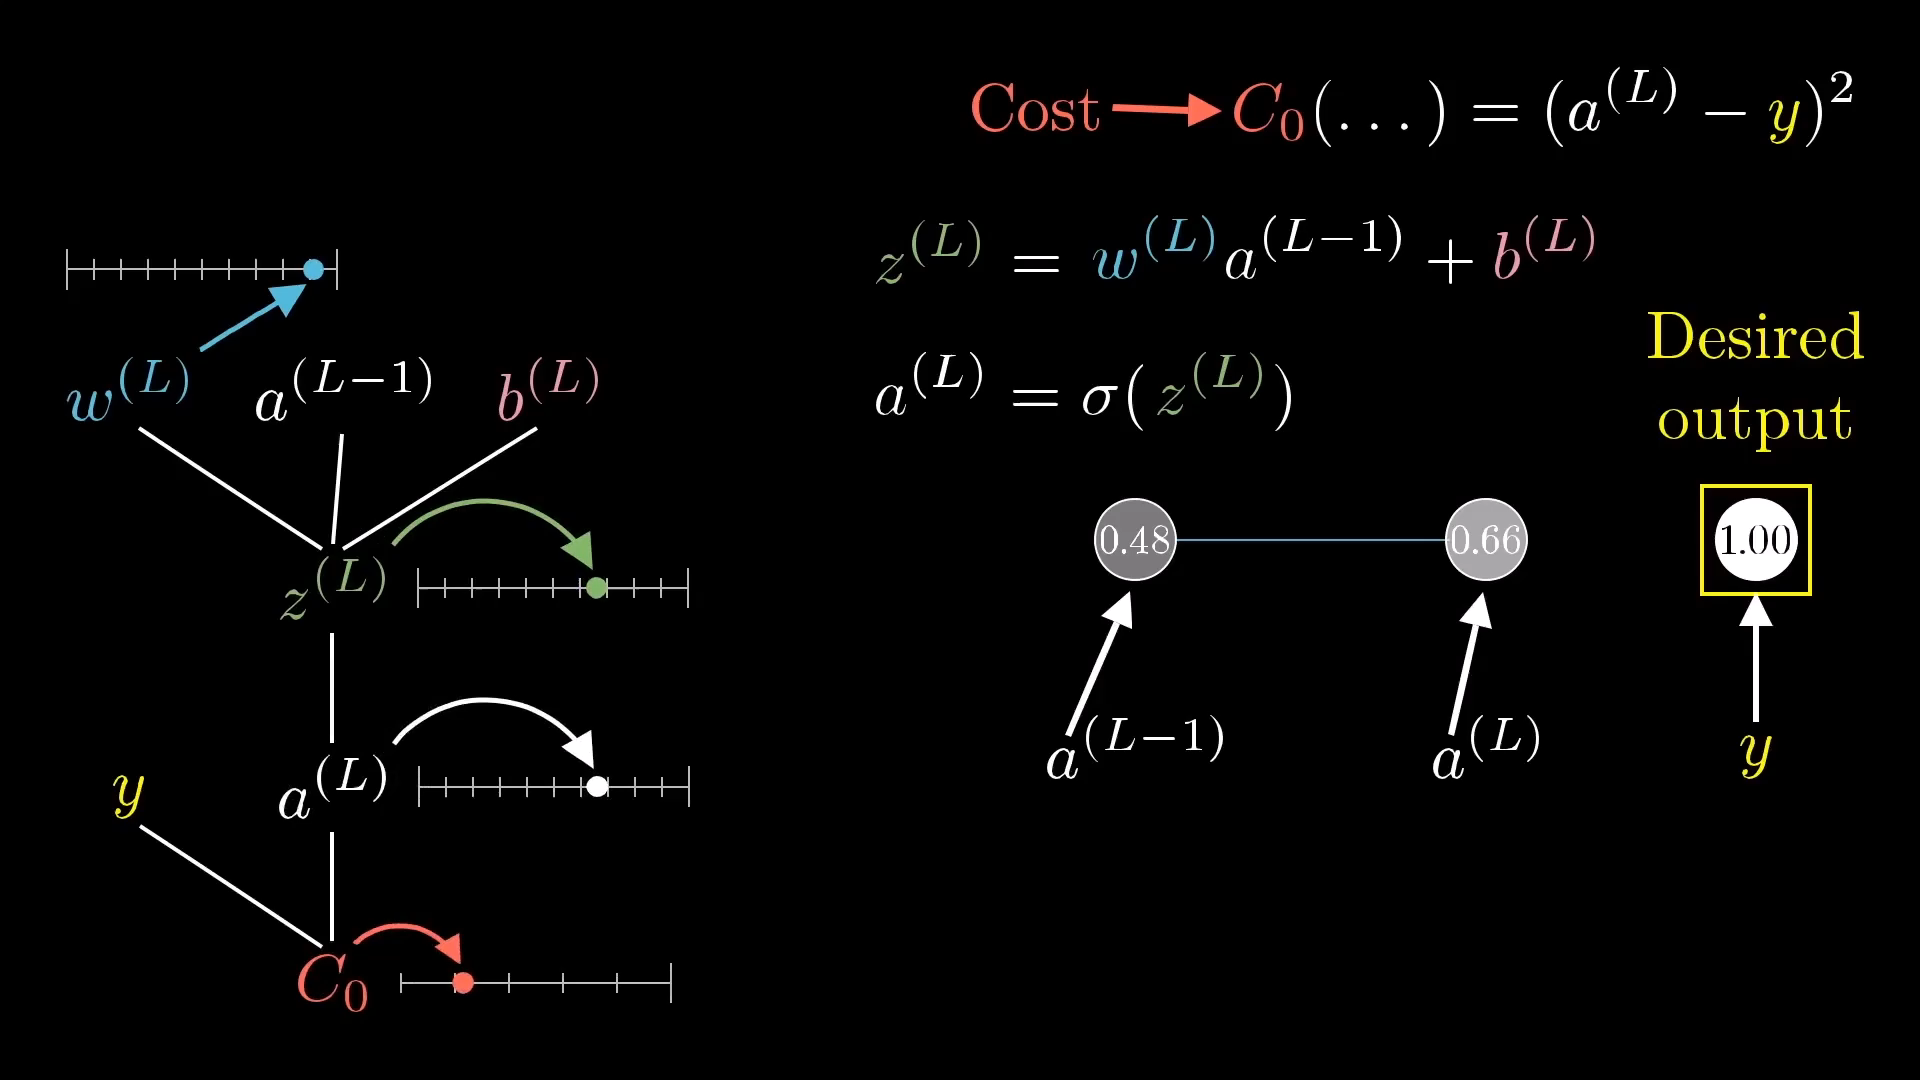 Cost C₀(...) = (a⁽ᴸ⁾ − y)²
z⁽ᴸ⁾ = w⁽ᴸ⁾a⁽ᴸ⁻¹⁾ + b⁽ᴸ⁾
a⁽ᴸ⁾ = σ(z⁽ᴸ⁾)
Desired
output
0.48 0.66 1.00
a⁽ᴸ⁻¹⁾ a⁽ᴸ⁾ y
w⁽ᴸ⁾ a⁽ᴸ⁻¹⁾ b⁽ᴸ⁾
z⁽ᴸ⁾
y a⁽ᴸ⁾
C₀